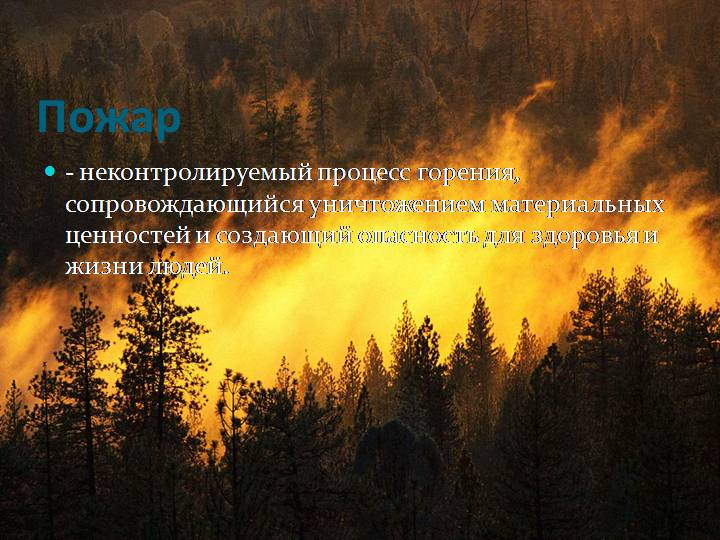 Пожар
- неконтролируемый процесс горения,
сопровождающийся уничтожением материальных
ценностей и создающий опасность для здоровья и
жизни людей.